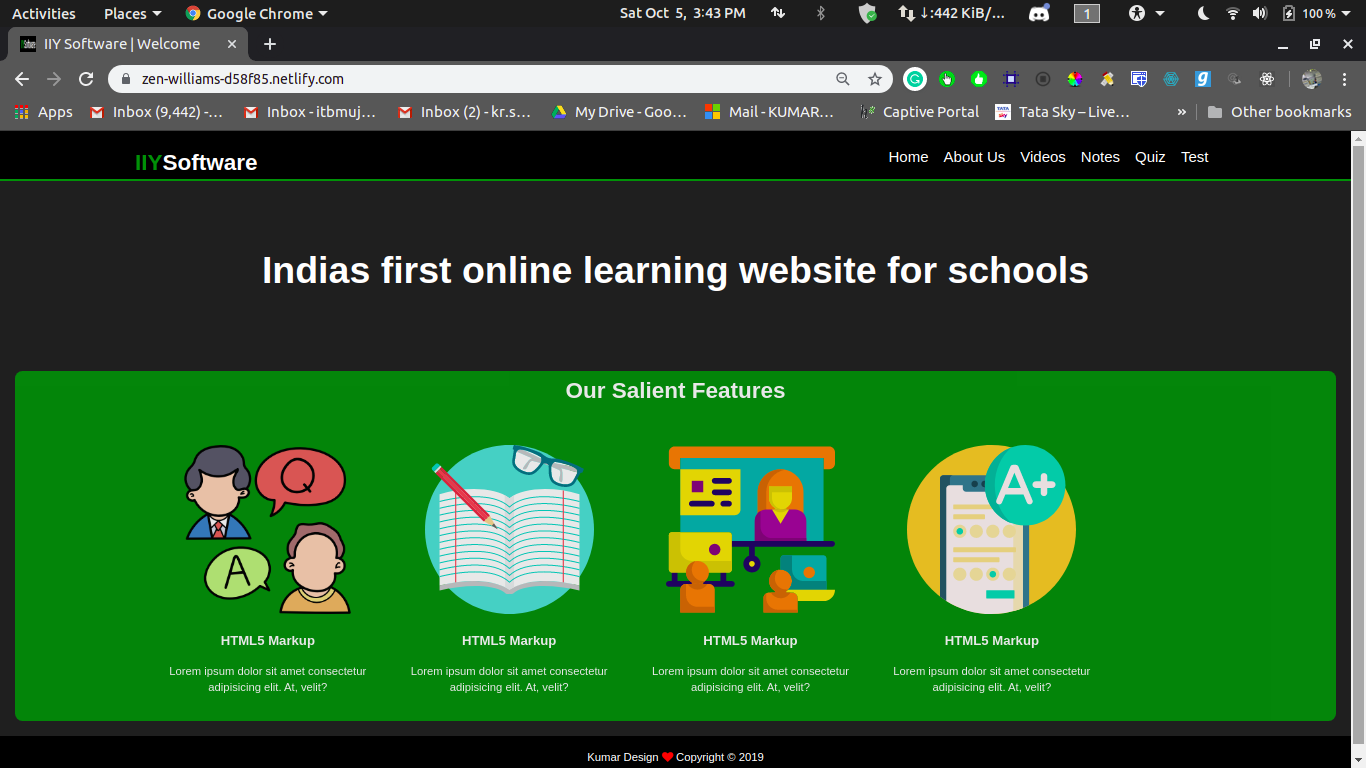 Activities Places Google Chrome Sat Oct 5, 3:43 PM ↓:442 KiB/... 1 100 %
IIY Software | Welcome
zen-williams-d58f85.netlify.com
Apps Inbox (9,442) -... Inbox - itbmuj... Inbox (2) - kr.s... My Drive - Goo... Mail - KUMAR... Captive Portal TATA sky Tata Sky – Live... » Other bookmarks
IIYSoftware Home About Us Videos Notes Quiz Test
Indias first online learning website for schools
Our Salient Features
Q
A
A+
HTML5 Markup HTML5 Markup HTML5 Markup HTML5 Markup
Lorem ipsum dolor sit amet consectetur Lorem ipsum dolor sit amet consectetur Lorem ipsum dolor sit amet consectetur Lorem ipsum dolor sit amet consectetur
adipisicing elit. At, velit? adipisicing elit. At, velit? adipisicing elit. At, velit? adipisicing elit. At, velit?
Kumar Design ❤ Copyright © 2019